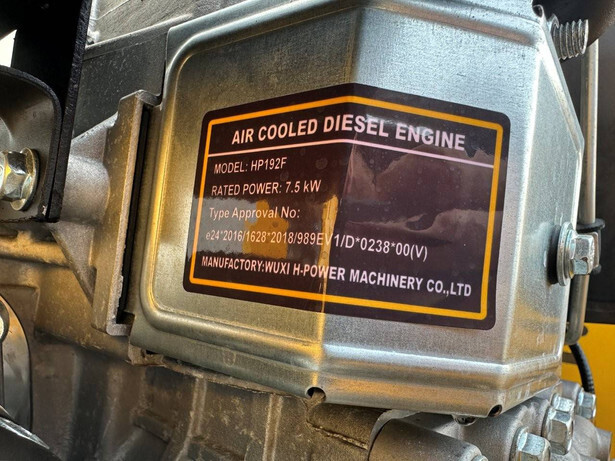 AIR COOLED DIESEL ENGINE
MODEL: HP192F
RATED POWER: 7.5 kW
Type Approval No:
e24*2016/1628*2018/989EV1/D*0238*00(V)
MANUFACTORY:WUXI H-POWER MACHINERY CO.,LTD